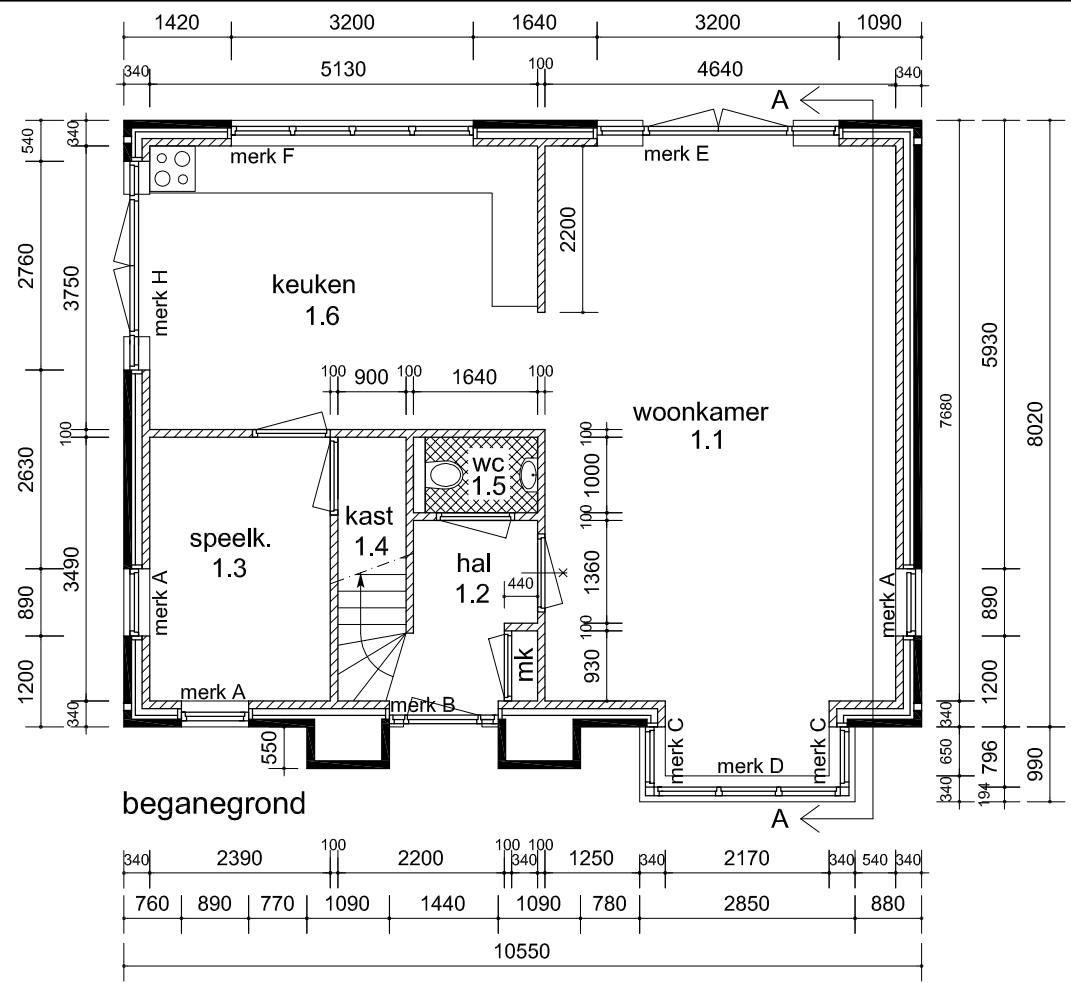 1420 3200 1640 3200 1090
340 5130 100 4640 340
A
540 340
merk F merk E
2760 3750
merk H
2200
keuken
1.6
5930
7680
8020
100 900 100 1640 100
woonkamer
1.1
100
2630
100
1000
wc
1.5
100
kast
1.4
speelk.
1.3
hal
1.2
3490
1360
440
890
merk A
merk A
890
100
mk
930
1200
1200
merk A
merk B
340
340
550
merk C
merk D
merk C
650
796
990
340
194
beganegrond
A
340 2390 100 2200 100 340 100 1250 340 2170 340 540 340
760 890 770 1090 1440 1090 780 2850 880
10550